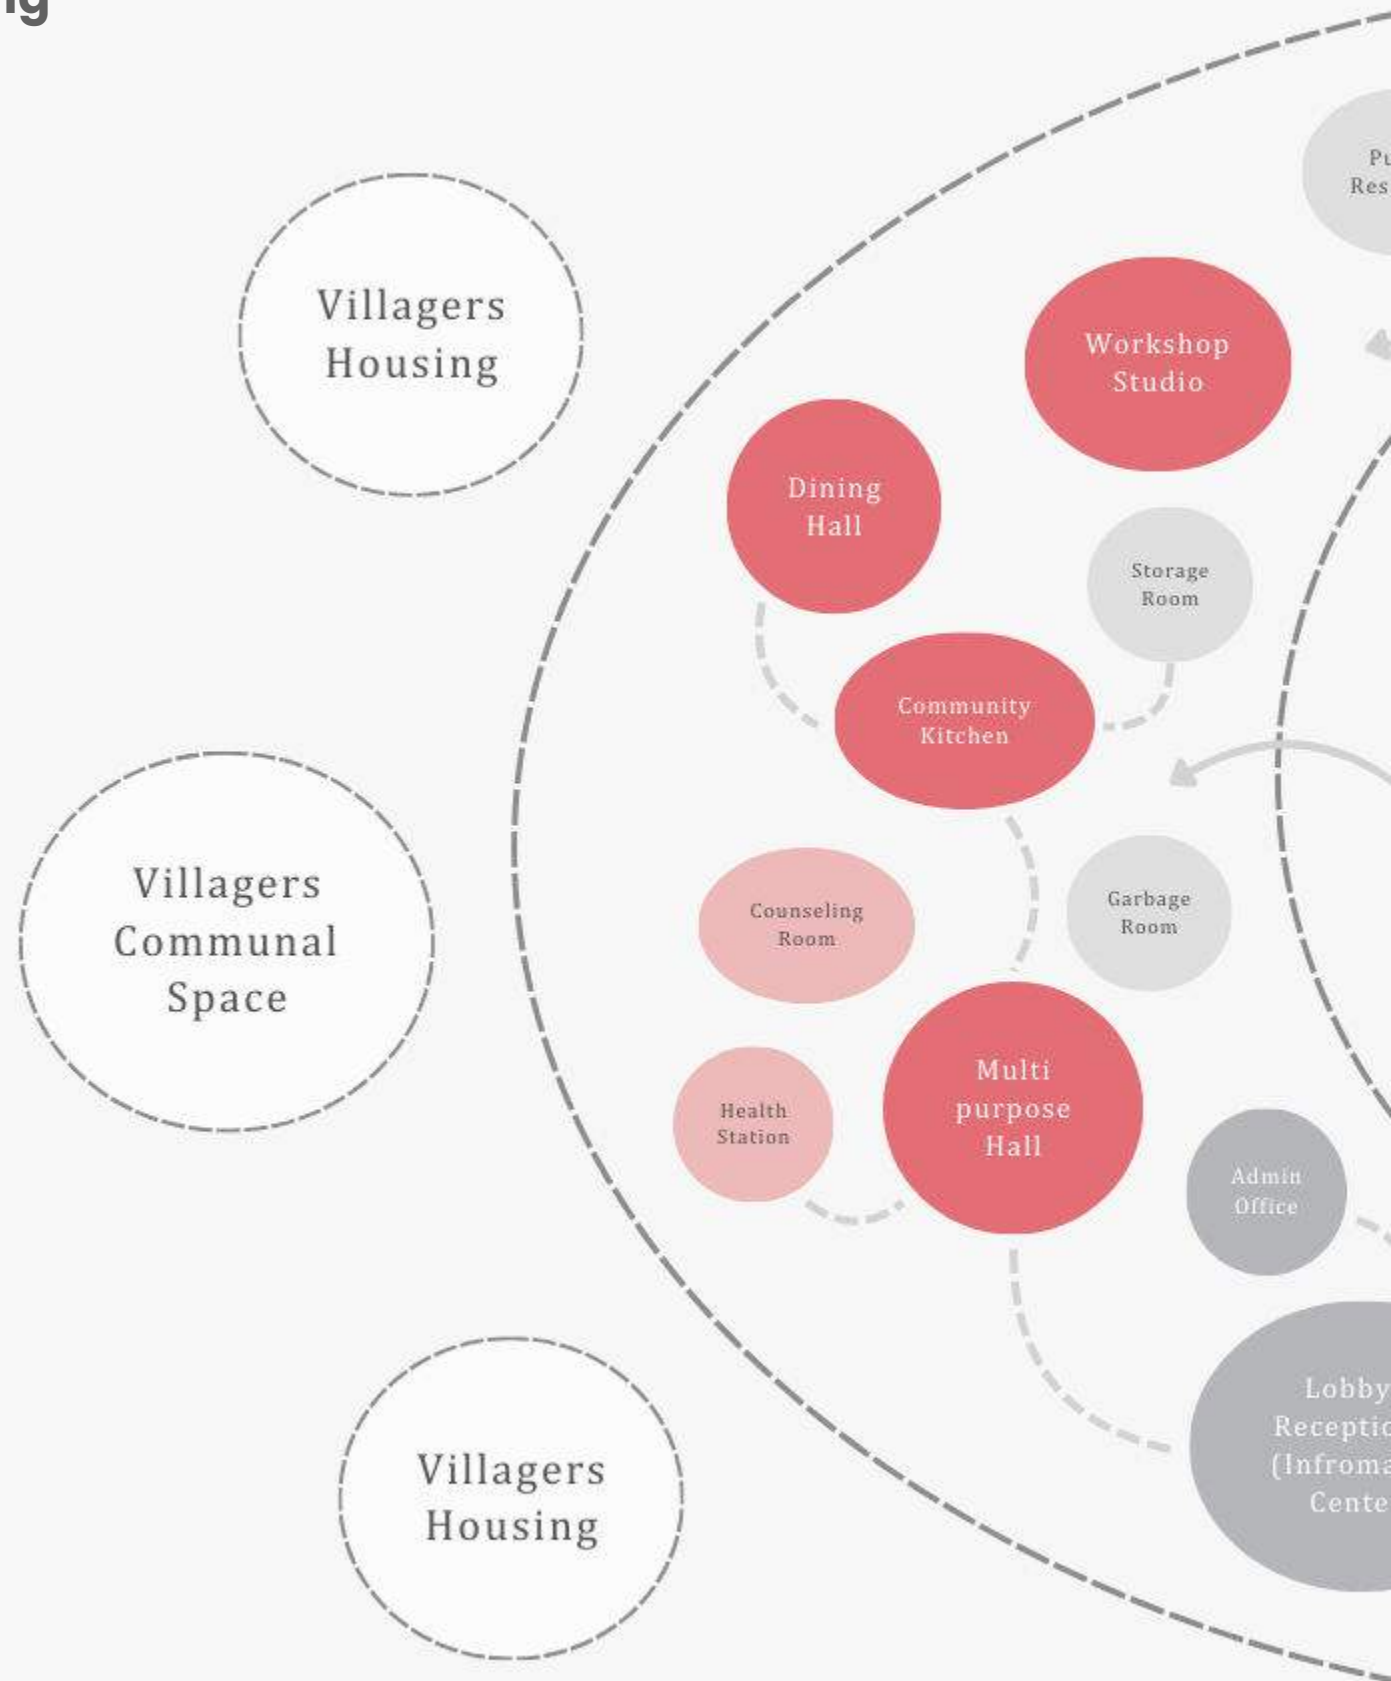 ng
Villagers
Housing
Workshop
Studio
Dining
Hall
Storage
Room
Community
Kitchen
Villagers
Communal
Space
Counseling
Room
Garbage
Room
Multi
purpose
Hall
Health
Station
Admin
Office
Lobby
Villagers
Housing